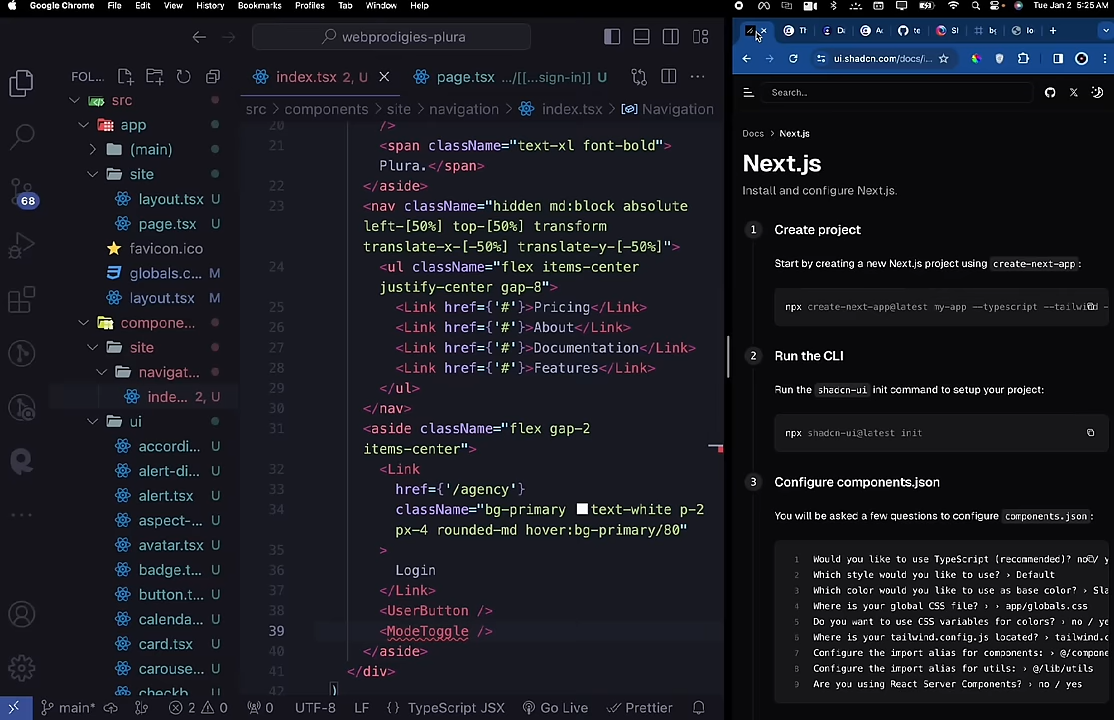 Google Chrome File Edit View History Bookmarks Profiles Tab Window Help Tue Jan 2 5:25 AM
webprodigies-plura
FOL...
index.tsx 2, U
page.tsx .../[[...sign-in]] U
src > components > site > navigation > index.tsx > Navigation
src
app
(main)
site
layout.tsx U
page.tsx U
favicon.ico
globals.c... M
layout.tsx M
compone...
site
navigat...
inde... 2, U
ui
accordi... U
alert-di... U
alert.tsx U
aspect-... U
avatar.tsx U
badge.t... U
button.t... U
calenda... U
card.tsx U
carouse... U
checkb...
68
20 />
21 <span className="text-xl font-bold">
Plura.</span>
22 </aside>
23 <nav className="hidden md:block absolute
left-[50%] top-[50%] transform
translate-x-[-50%] translate-y-[-50%]">
24 <ul className="flex items-center
justify-center gap-8">
25 <Link href={'#'}>Pricing</Link>
26 <Link href={'#'}>About</Link>
27 <Link href={'#'}>Documentation</Link>
28 <Link href={'#'}>Features</Link>
29 </ul>
30 </nav>
31 <aside className="flex gap-2
items-center">
32 <Link
33 href={'/agency'}
34 className="bg-primary text-white p-2
px-4 rounded-md hover:bg-primary/80"
35 >
36 Login
37 </Link>
38 <UserButton />
39 <ModeToggle />
40 </aside>
41 </div>
42 )
main* 2 0 0 UTF-8 LF {} TypeScript JSX Go Live Prettier
ui.shadcn.com/docs/i...
Search...
Docs > Next.js
Next.js
Install and configure Next.js.
1 Create project
Start by creating a new Next.js project using create-next-app:
npx create-next-app@latest my-app --typescript --tailwind -
2 Run the CLI
Run the shadcn-ui init command to setup your project:
npx shadcn-ui@latest init
3 Configure components.json
You will be asked a few questions to configure components.json:
1 Would you like to use TypeScript (recommended)? no / y
2 Which style would you like to use? › Default
3 Which color would you like to use as base color? › Sla
4 Where is your global CSS file? › › app/globals.css
5 Do you want to use CSS variables for colors? › no / ye
6 Where is your tailwind.config.js located? › tailwind.c
7 Configure the import alias for components: › @/compone
8 Configure the import alias for utils: › @/lib/utils
9 Are you using React Server Components? › no / yes